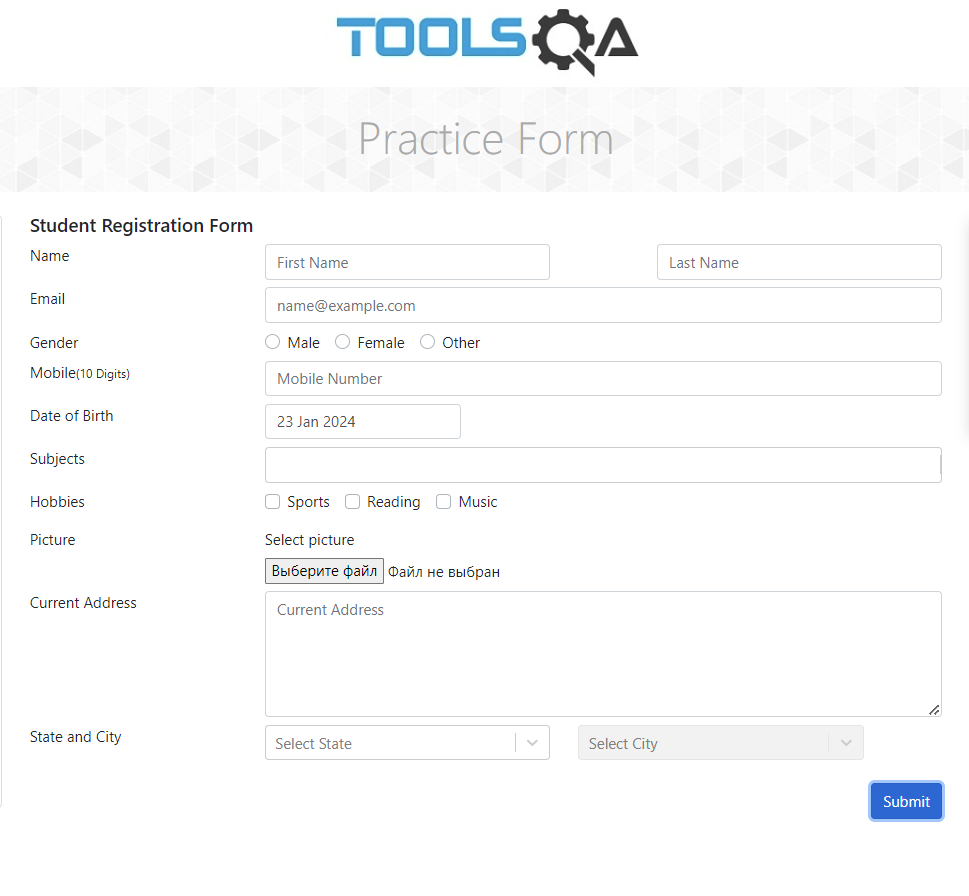 TOOLSQA
Practice Form
Student Registration Form
Name First Name Last Name
Email name@example.com
Gender Male Female Other
Mobile(10 Digits) Mobile Number
Date of Birth 23 Jan 2024
Subjects
Hobbies Sports Reading Music
Picture Select picture
Выберите файл Файл не выбран
Current Address Current Address
State and City Select State Select City
Submit